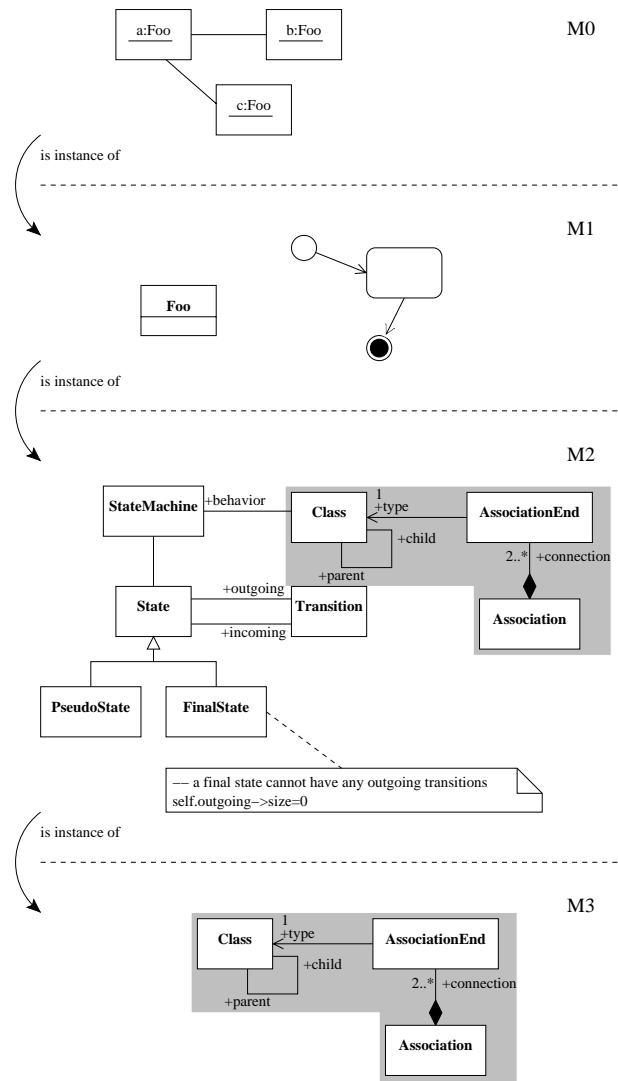 M0
a:Foo
b:Foo
c:Foo
is instance of
M1
Foo
is instance of
M2
StateMachine
+behavior
Class
1
+type
AssociationEnd
+child
2..*
+connection
+parent
State
+outgoing
Transition
+incoming
Association
PseudoState
FinalState
−− a final state cannot have any outgoing transitions
self.outgoing−>size=0
is instance of
M3
Class
1
+type
AssociationEnd
+child
2..*
+connection
+parent
Association